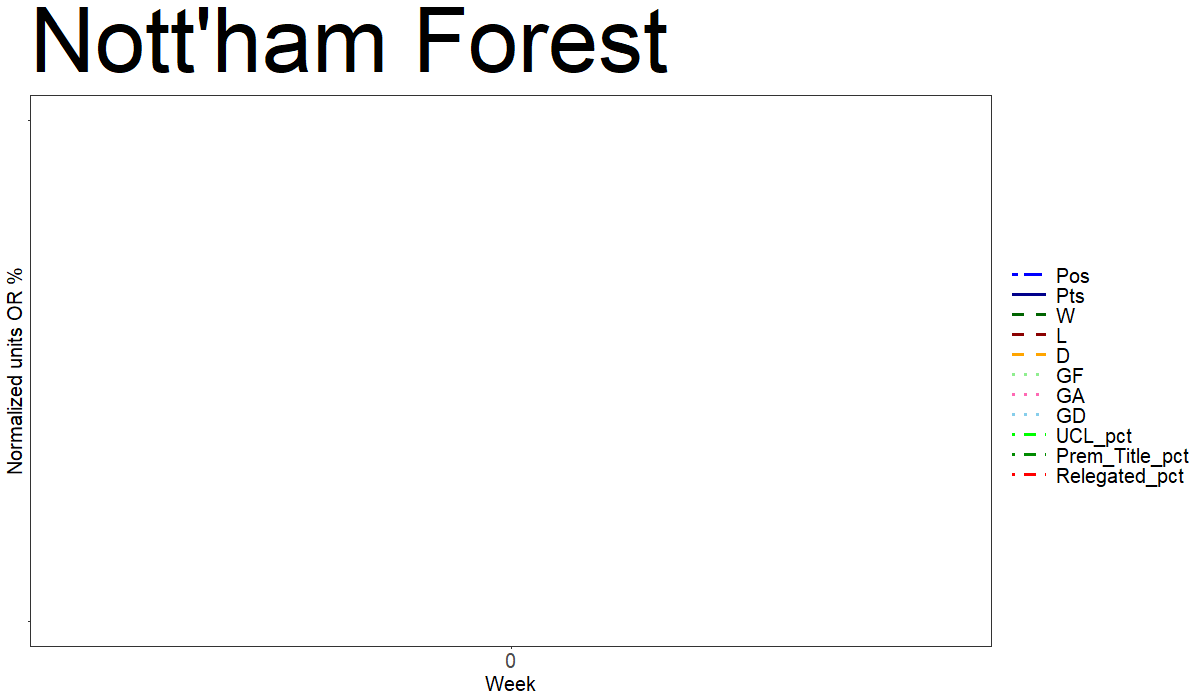 Nott'ham Forest
Normalized units OR %
0
Week
Pos
Pts
W
L
D
GF
GA
GD
UCL_pct
Prem_Title_pct
Relegated_pct